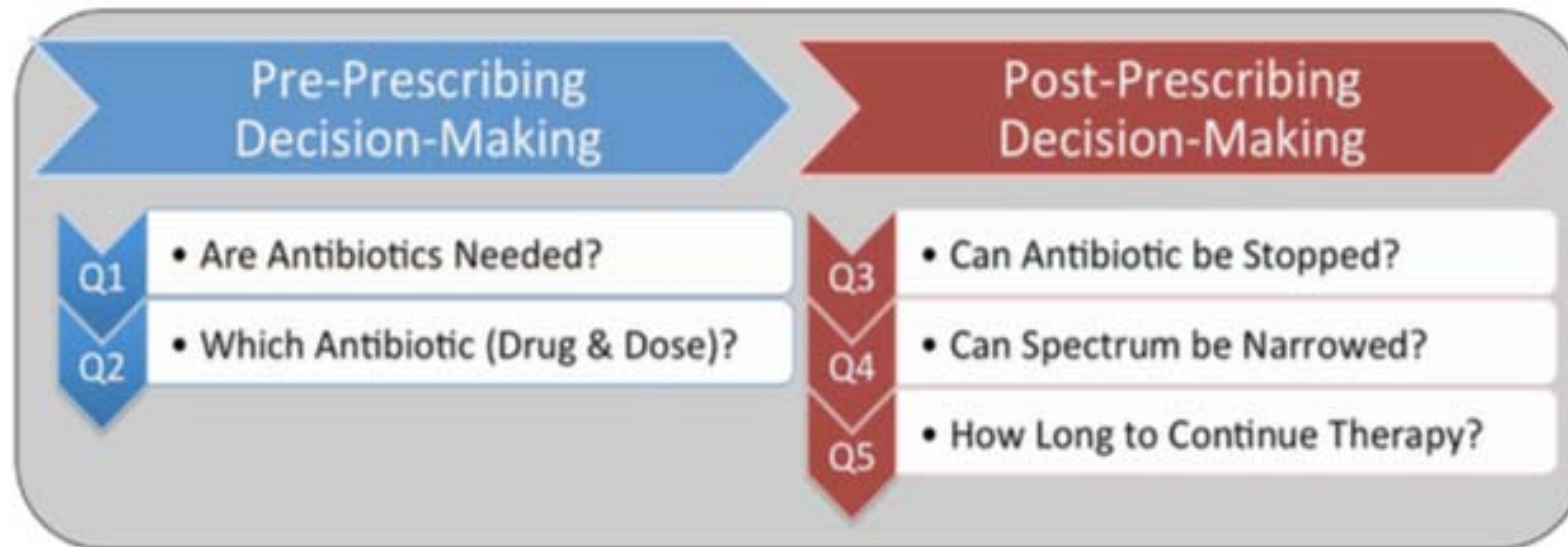 Pre-Prescribing
Decision-Making
Q1
• Are Antibiotics Needed?
Q2
• Which Antibiotic (Drug & Dose)?
Post-Prescribing
Decision-Making
Q3
• Can Antibiotic be Stopped?
Q4
• Can Spectrum be Narrowed?
Q5
• How Long to Continue Therapy?